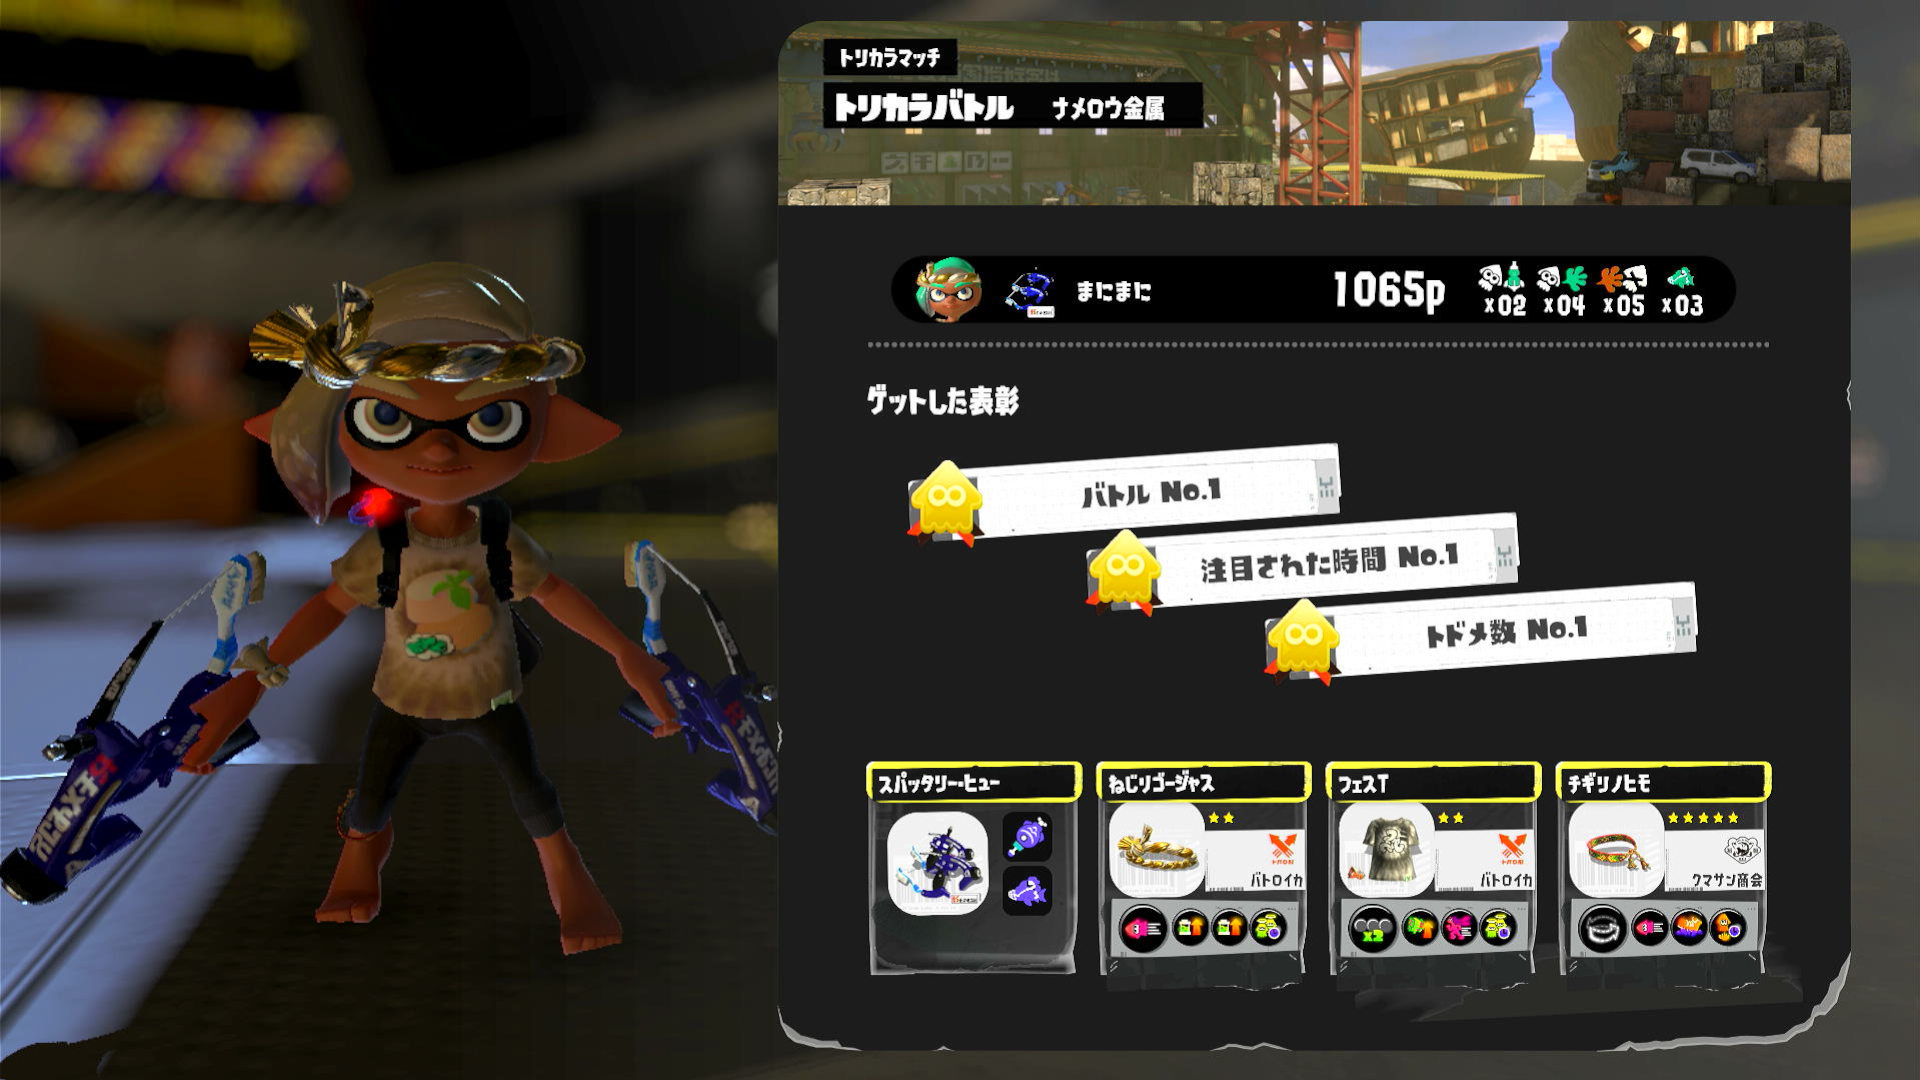 トリカラマッチ
トリカラバトル ナメロウ金属
まにまに 1065p x02 x04 x05 x03
ゲットした表彰
バトル No.1
注目された時間 No.1
トドメ数 No.1
スパッタリー・ヒュー
ねじりゴージャス
フェスT
チギリノヒモ
バトロイカ
バトロイカ
クマサン商会
x2